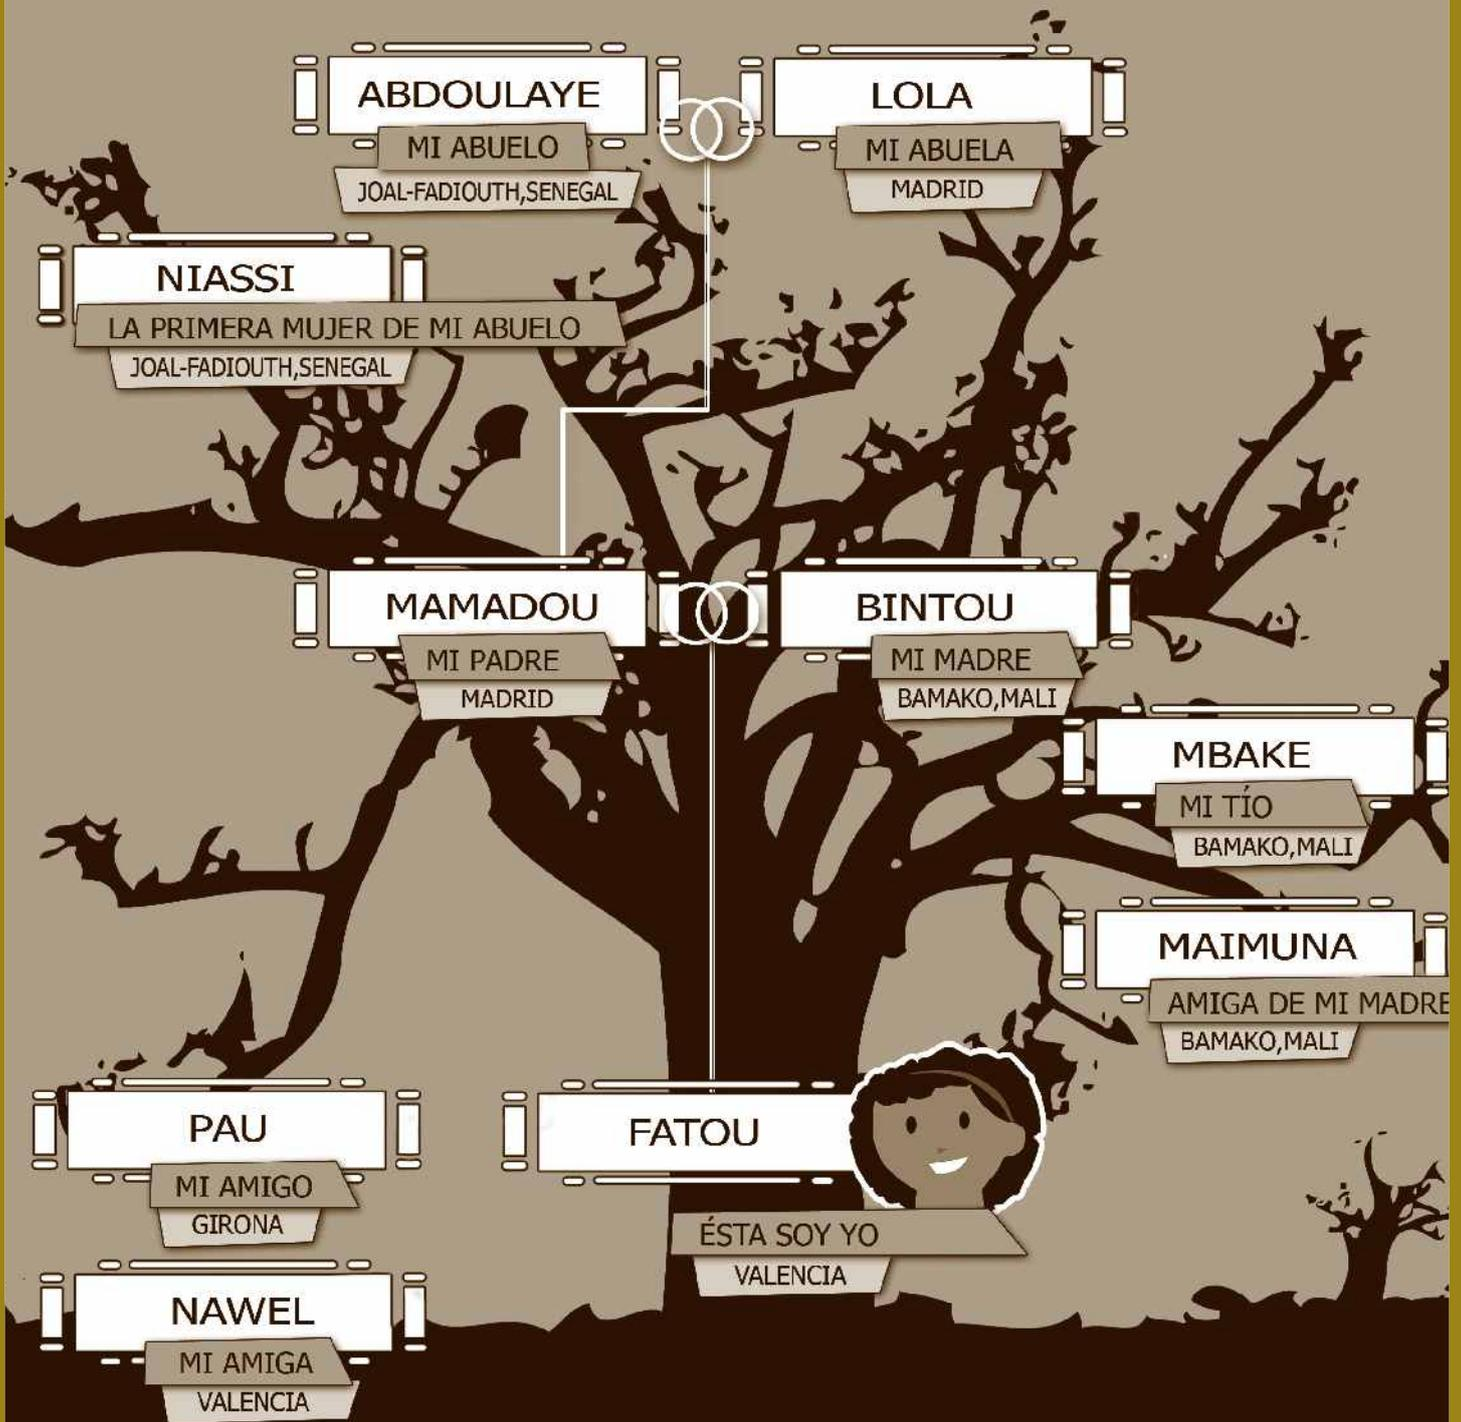 ABDOULAYE
MI ABUELO
JOAL-FADIOUTH,SENEGAL
LOLA
MI ABUELA
MADRID
NIASSI
LA PRIMERA MUJER DE MI ABUELO
JOAL-FADIOUTH,SENEGAL
MAMADOU
MI PADRE
MADRID
BINTOU
MI MADRE
BAMAKO,MALI
MBAKE
MI TÍO
BAMAKO,MALI
MAIMUNA
AMIGA DE MI MADRE
BAMAKO,MALI
PAU
MI AMIGO
GIRONA
FATOU
ÉSTA SOY YO
VALENCIA
NAWEL
MI AMIGA
VALENCIA